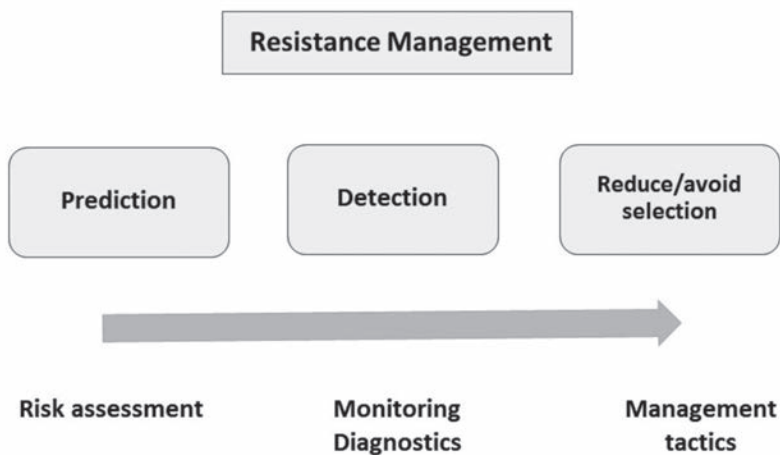 Resistance Management
Prediction
Detection
Reduce/avoid
selection
Risk assessment
Monitoring
Diagnostics
Management
tactics